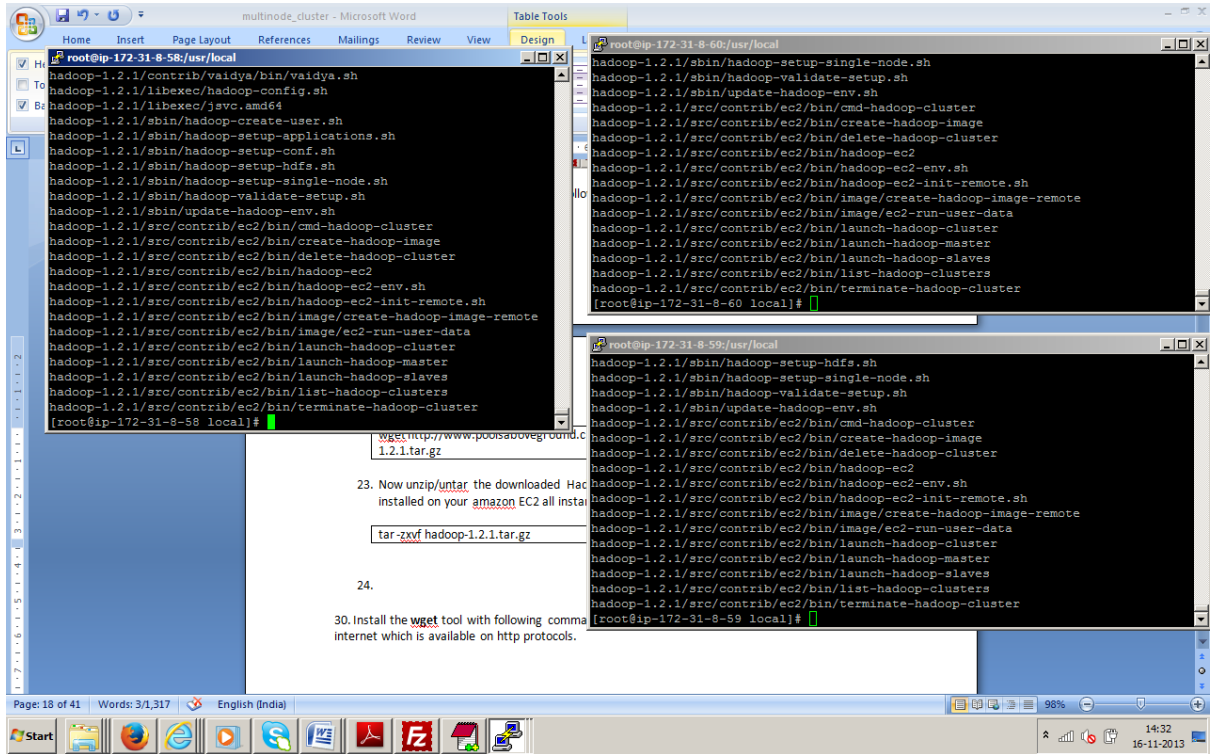 multinode_cluster - Microsoft Word
Table Tools
Home Insert Page Layout References Mailings Review View Design
root@ip-172-31-8-58:/usr/local
hadoop-1.2.1/contrib/vaidya/bin/vaidya.sh
hadoop-1.2.1/libexec/hadoop-config.sh
hadoop-1.2.1/libexec/jsvc.amd64
hadoop-1.2.1/sbin/hadoop-create-user.sh
hadoop-1.2.1/sbin/hadoop-setup-applications.sh
hadoop-1.2.1/sbin/hadoop-setup-conf.sh
hadoop-1.2.1/sbin/hadoop-setup-hdfs.sh
hadoop-1.2.1/sbin/hadoop-setup-single-node.sh
hadoop-1.2.1/sbin/hadoop-validate-setup.sh
hadoop-1.2.1/sbin/update-hadoop-env.sh
hadoop-1.2.1/src/contrib/ec2/bin/cmd-hadoop-cluster
hadoop-1.2.1/src/contrib/ec2/bin/create-hadoop-image
hadoop-1.2.1/src/contrib/ec2/bin/delete-hadoop-cluster
hadoop-1.2.1/src/contrib/ec2/bin/hadoop-ec2
hadoop-1.2.1/src/contrib/ec2/bin/hadoop-ec2-env.sh
hadoop-1.2.1/src/contrib/ec2/bin/hadoop-ec2-init-remote.sh
hadoop-1.2.1/src/contrib/ec2/bin/image/create-hadoop-image-remote
hadoop-1.2.1/src/contrib/ec2/bin/image/ec2-run-user-data
hadoop-1.2.1/src/contrib/ec2/bin/launch-hadoop-cluster
hadoop-1.2.1/src/contrib/ec2/bin/launch-hadoop-master
hadoop-1.2.1/src/contrib/ec2/bin/launch-hadoop-slaves
hadoop-1.2.1/src/contrib/ec2/bin/list-hadoop-clusters
hadoop-1.2.1/src/contrib/ec2/bin/terminate-hadoop-cluster
[root@ip-172-31-8-58 local]#
root@ip-172-31-8-60:/usr/local
hadoop-1.2.1/sbin/hadoop-setup-single-node.sh
hadoop-1.2.1/sbin/hadoop-validate-setup.sh
hadoop-1.2.1/sbin/update-hadoop-env.sh
hadoop-1.2.1/src/contrib/ec2/bin/cmd-hadoop-cluster
hadoop-1.2.1/src/contrib/ec2/bin/create-hadoop-image
hadoop-1.2.1/src/contrib/ec2/bin/delete-hadoop-cluster
hadoop-1.2.1/src/contrib/ec2/bin/hadoop-ec2
hadoop-1.2.1/src/contrib/ec2/bin/hadoop-ec2-env.sh
hadoop-1.2.1/src/contrib/ec2/bin/hadoop-ec2-init-remote.sh
hadoop-1.2.1/src/contrib/ec2/bin/image/create-hadoop-image-remote
hadoop-1.2.1/src/contrib/ec2/bin/image/ec2-run-user-data
hadoop-1.2.1/src/contrib/ec2/bin/launch-hadoop-cluster
hadoop-1.2.1/src/contrib/ec2/bin/launch-hadoop-master
hadoop-1.2.1/src/contrib/ec2/bin/launch-hadoop-slaves
hadoop-1.2.1/src/contrib/ec2/bin/list-hadoop-clusters
hadoop-1.2.1/src/contrib/ec2/bin/terminate-hadoop-cluster
[root@ip-172-31-8-60 local]#
root@ip-172-31-8-59:/usr/local
hadoop-1.2.1/sbin/hadoop-setup-hdfs.sh
hadoop-1.2.1/sbin/hadoop-setup-single-node.sh
hadoop-1.2.1/sbin/hadoop-validate-setup.sh
hadoop-1.2.1/sbin/update-hadoop-env.sh
hadoop-1.2.1/src/contrib/ec2/bin/cmd-hadoop-cluster
hadoop-1.2.1/src/contrib/ec2/bin/create-hadoop-image
hadoop-1.2.1/src/contrib/ec2/bin/delete-hadoop-cluster
hadoop-1.2.1/src/contrib/ec2/bin/hadoop-ec2
hadoop-1.2.1/src/contrib/ec2/bin/hadoop-ec2-env.sh
hadoop-1.2.1/src/contrib/ec2/bin/hadoop-ec2-init-remote.sh
hadoop-1.2.1/src/contrib/ec2/bin/image/create-hadoop-image-remote
hadoop-1.2.1/src/contrib/ec2/bin/image/ec2-run-user-data
hadoop-1.2.1/src/contrib/ec2/bin/launch-hadoop-cluster
hadoop-1.2.1/src/contrib/ec2/bin/launch-hadoop-master
hadoop-1.2.1/src/contrib/ec2/bin/launch-hadoop-slaves
hadoop-1.2.1/src/contrib/ec2/bin/list-hadoop-clusters
hadoop-1.2.1/src/contrib/ec2/bin/terminate-hadoop-cluster
[root@ip-172-31-8-59 local]#
wget http://www.poolsaboveground.c
1.2.1.tar.gz
23. Now unzip/untar the downloaded Had
installed on your amazon EC2 all instan
tar -zxvf hadoop-1.2.1.tar.gz
24.
30. Install the wget tool with following comma
internet which is available on http protocols.
Page: 18 of 41 Words: 3/1,317 English (India) 98%
Start
14:32
16-11-2013